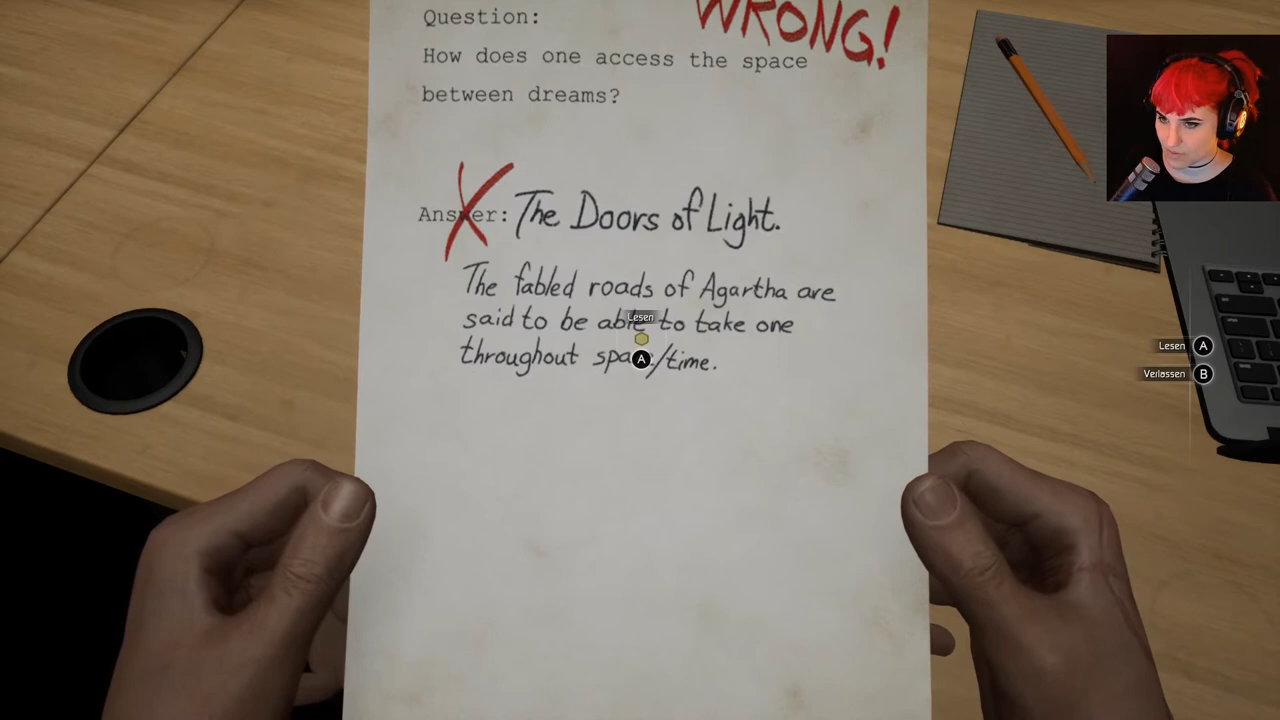 Question:
WRONG!
How does one access the space
between dreams?
Answer: The Doors of Light.
The fabled roads of Agartha are
said to be able to take one
throughout space/time.
Lesen
A
Lesen A
Verlassen B